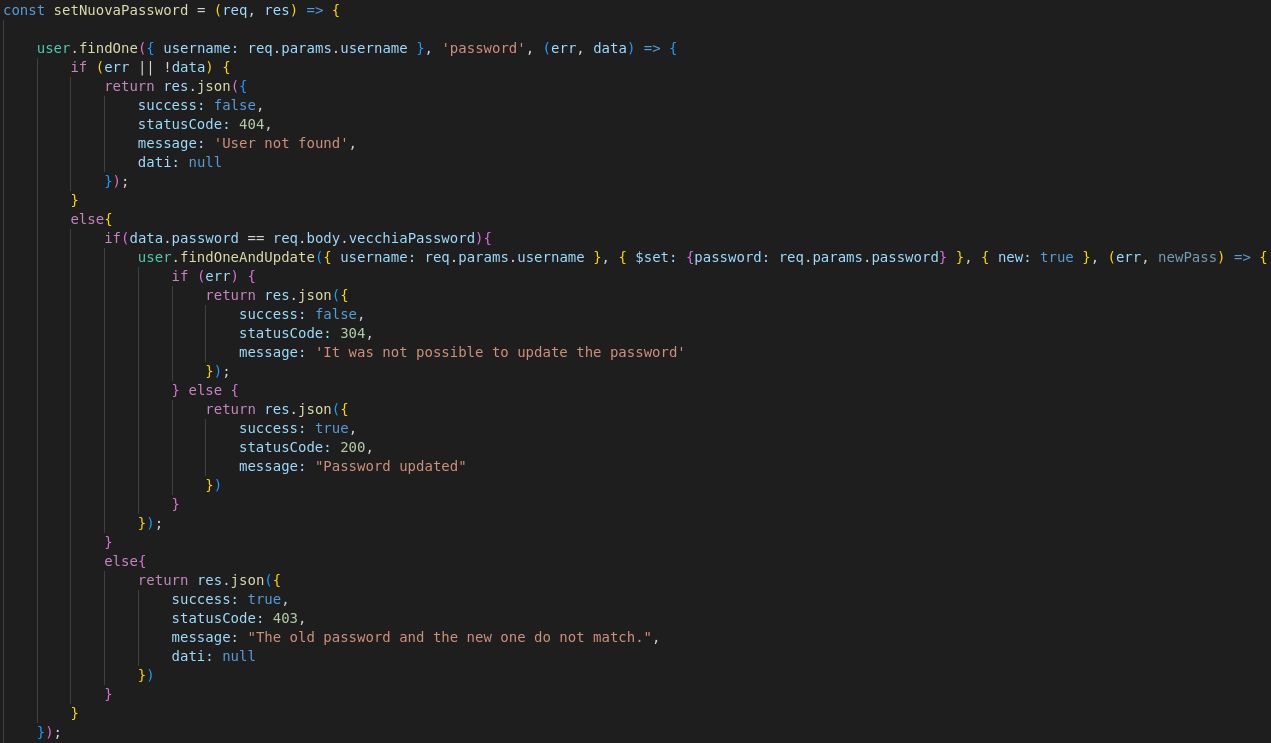 const setNuovaPassword = (req, res) => {
user.findOne({ username: req.params.username }, 'password', (err, data) => {
if (err || !data) {
return res.json({
success: false,
statusCode: 404,
message: 'User not found',
dati: null
});
}
else{
if(data.password == req.body.vecchiaPassword){
user.findOneAndUpdate({ username: req.params.username }, { $set: {password: req.params.password} }, { new: true }, (err, newPass) => {
if (err) {
return res.json({
success: false,
statusCode: 304,
message: 'It was not possible to update the password'
});
} else {
return res.json({
success: true,
statusCode: 200,
message: "Password updated"
})
}
});
}
else{
return res.json({
success: true,
statusCode: 403,
message: "The old password and the new one do not match.",
dati: null
})
}
}
});